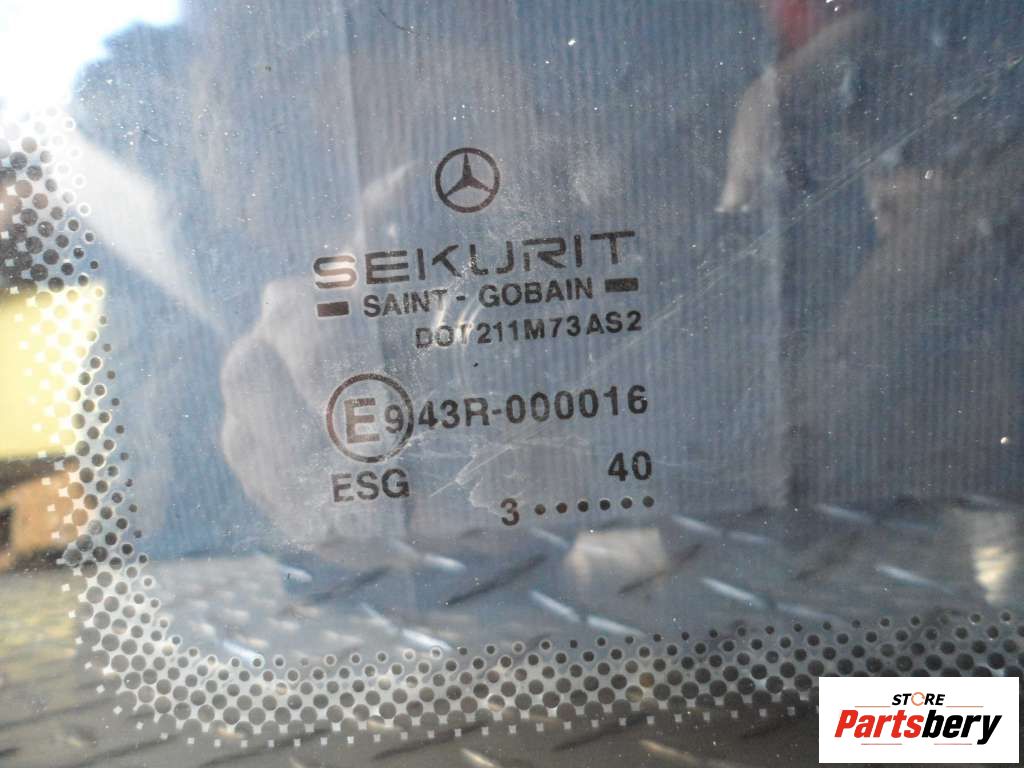 SEKURIT
SAINT - GOBAIN
DOT211M73AS2
E9 43R-000016
ESG 40
3••••••
STORE
Partsbery